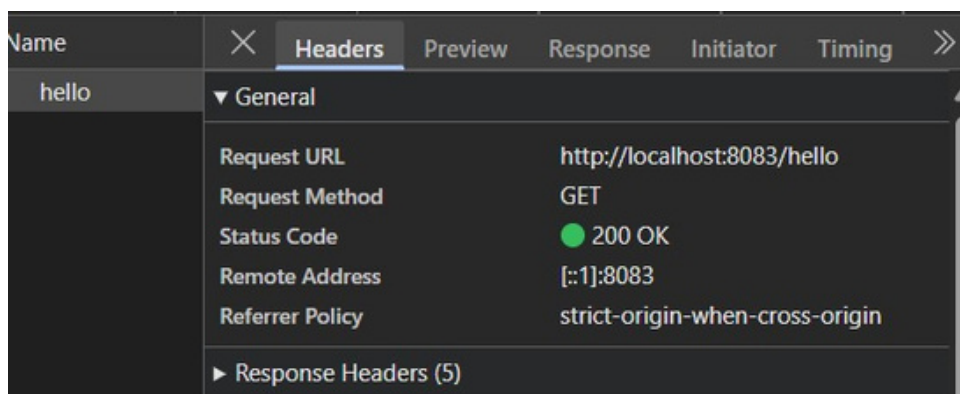 Name
Headers Preview Response Initiator Timing
hello
General
Request URL http://localhost:8083/hello
Request Method GET
Status Code 200 OK
Remote Address [::1]:8083
Referrer Policy strict-origin-when-cross-origin
Response Headers (5)